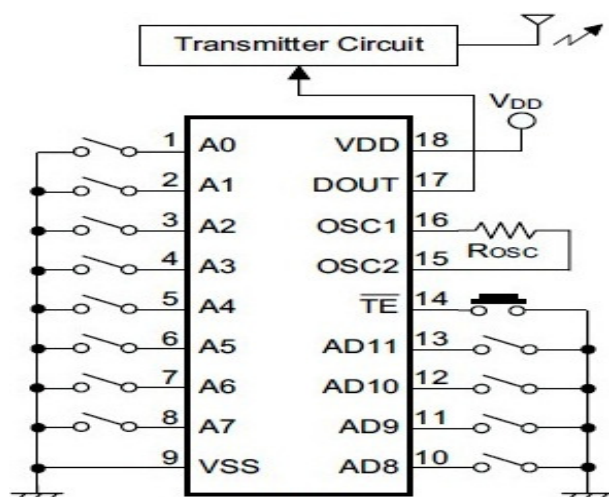 Transmitter Circuit
VDD
1 A0 VDD 18
2 A1 DOUT 17
3 A2 OSC1 16
ROSC
4 A3 OSC2 15
5 A4 TE 14
6 A5 AD11 13
7 A6 AD10 12
8 A7 AD9 11
9 VSS AD8 10